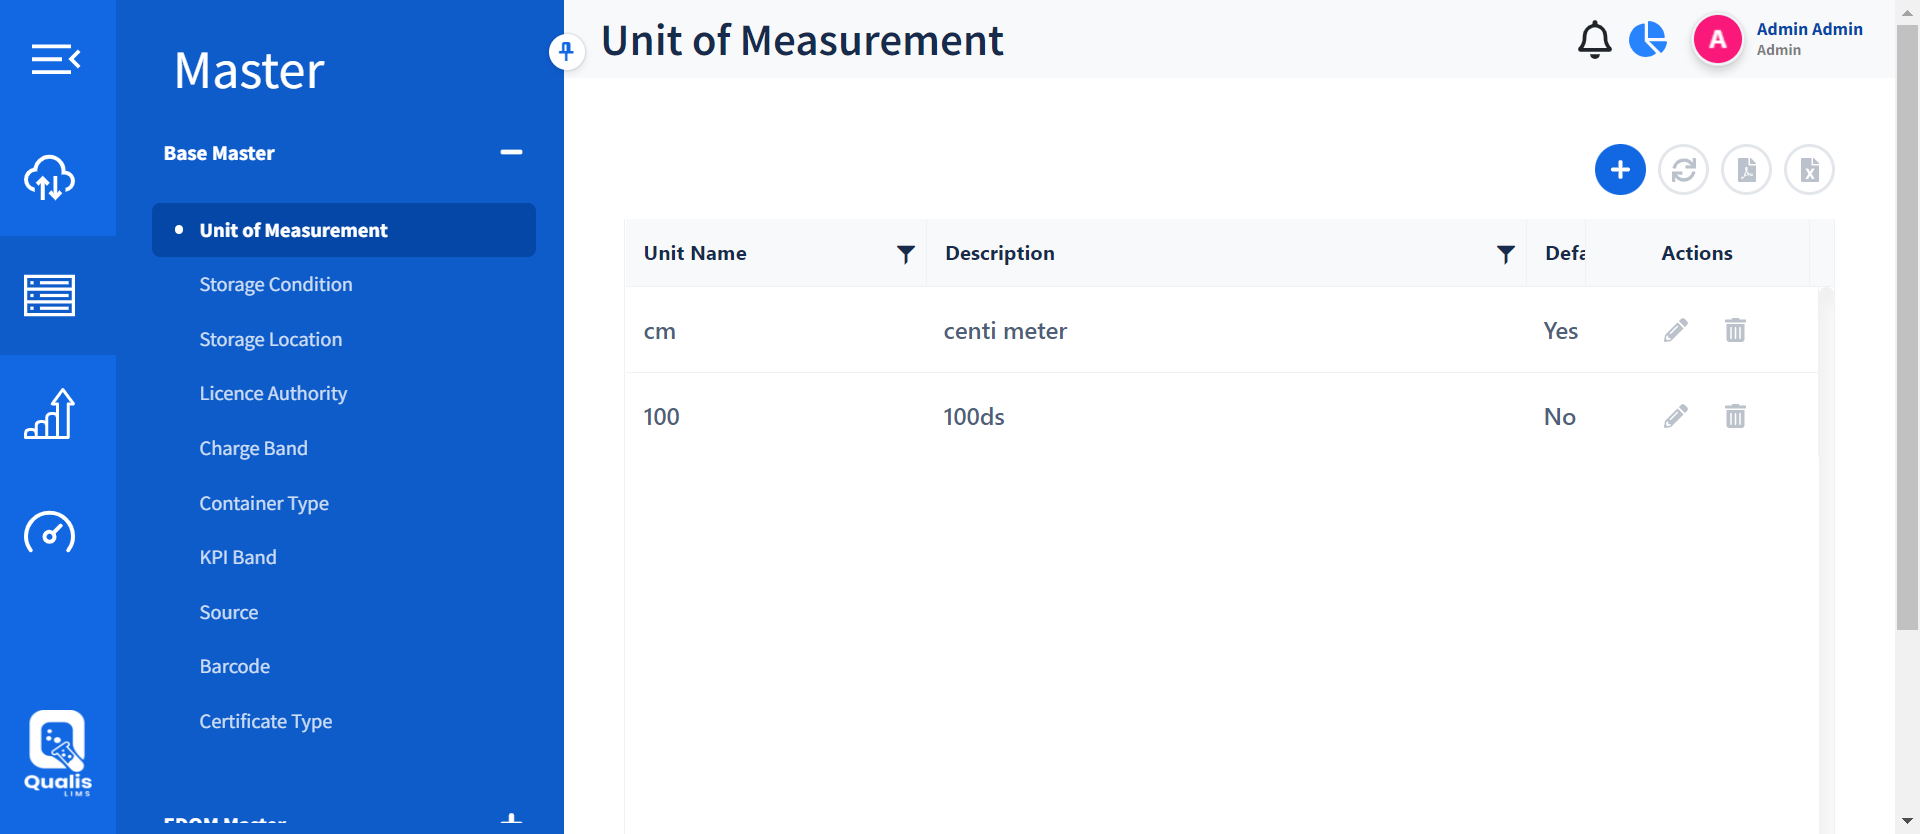 Master
Base Master
Unit of Measurement
Storage Condition
Storage Location
Licence Authority
Charge Band
Container Type
KPI Band
Source
Barcode
Certificate Type
Qualis
LIMS
Unit of Measurement
A
Admin Admin
Admin
Unit Name Description Defa Actions
cm centi meter Yes
100 100ds No